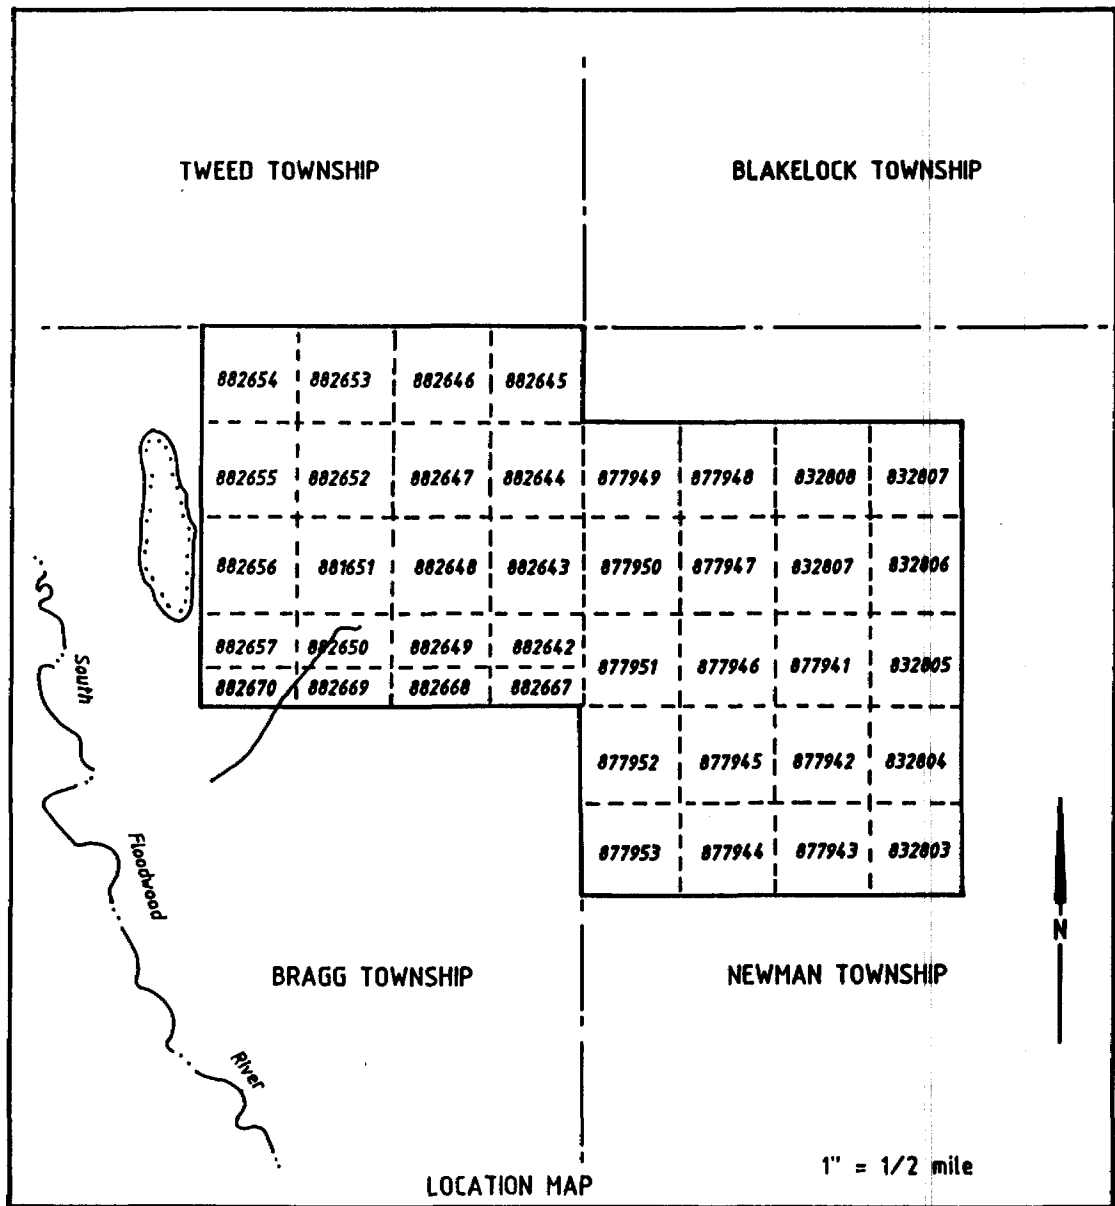 TWEED TOWNSHIP
BLAKELOCK TOWNSHIP
882654 882653 882646 882645
882655 882652 882647 882644 877949 877948 832808 832807
882656 881651 882648 882643 877950 877947 832807 832806
882657 882650 882649 882642
877951 877946 877941 832805
882670 882669 882668 882667
877952 877945 877942 832804
877953 877944 877943 832803
South
Floodwood
River
N
BRAGG TOWNSHIP
NEWMAN TOWNSHIP
1" = 1/2 mile
LOCATION MAP